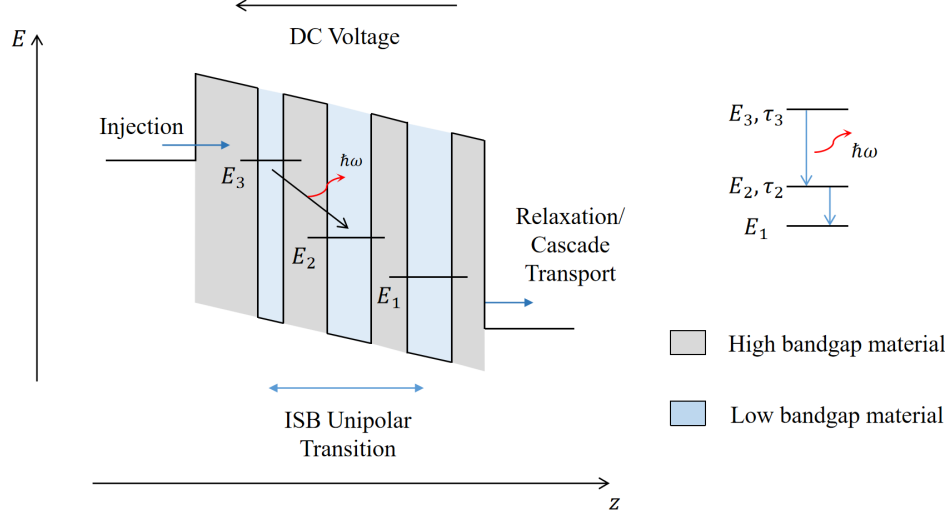 DC Voltage
E
Injection
E₃
ħω
E₂
E₁
Relaxation/
Cascade
Transport
ISB Unipolar
Transition
z
E₃, τ₃
ħω
E₂, τ₂
E₁
High bandgap material
Low bandgap material